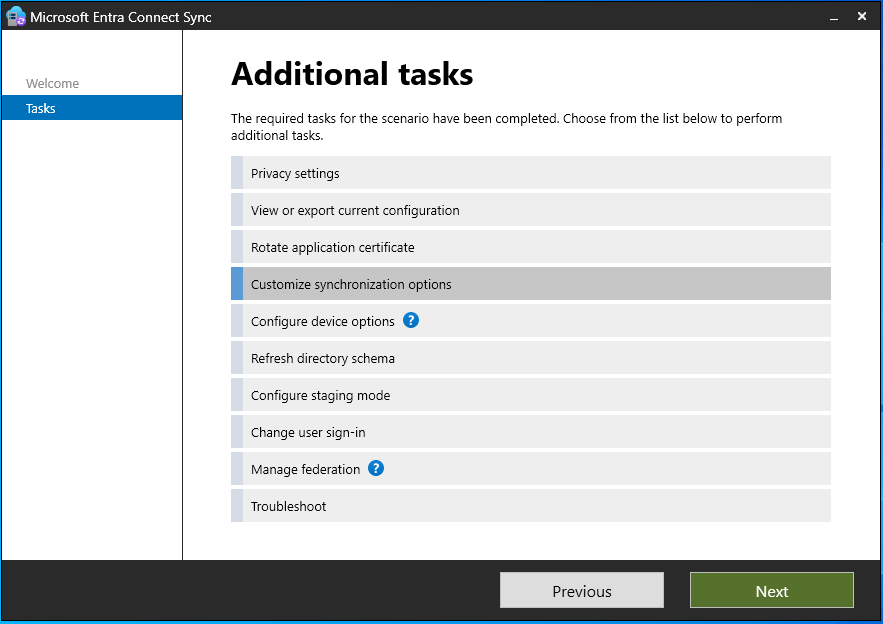 Microsoft Entra Connect Sync
Welcome
Tasks
Additional tasks
The required tasks for the scenario have been completed. Choose from the list below to perform
additional tasks.
Privacy settings
View or export current configuration
Rotate application certificate
Customize synchronization options
Configure device options ?
Refresh directory schema
Configure staging mode
Change user sign-in
Manage federation ?
Troubleshoot
Previous
Next